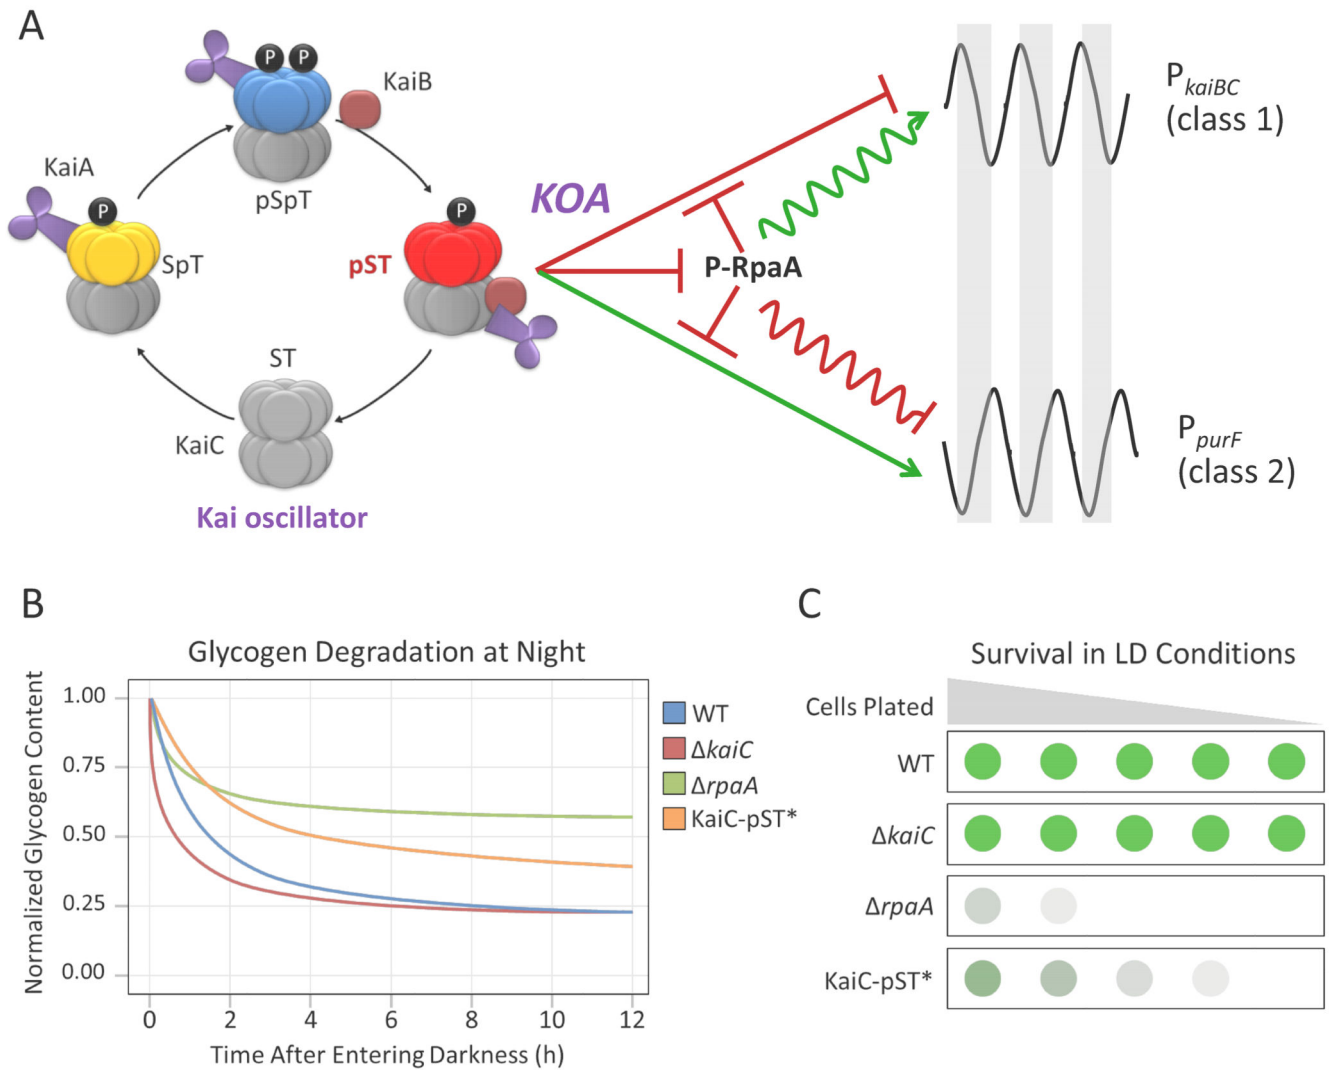 A
P P
KaiB
KaiA
pSpT
P
SpT
P
pST
ST
KaiC
Kai oscillator
KOA
P-RpaA
PkaiBC
(class 1)
PpurF
(class 2)
B
Glycogen Degradation at Night
Normalized Glycogen Content
1.00
0.75
0.50
0.25
0.00
0 2 4 6 8 10 12
Time After Entering Darkness (h)
WT
ΔkaiC
ΔrpaA
KaiC-pST*
C
Survival in LD Conditions
Cells Plated
WT
ΔkaiC
ΔrpaA
KaiC-pST*